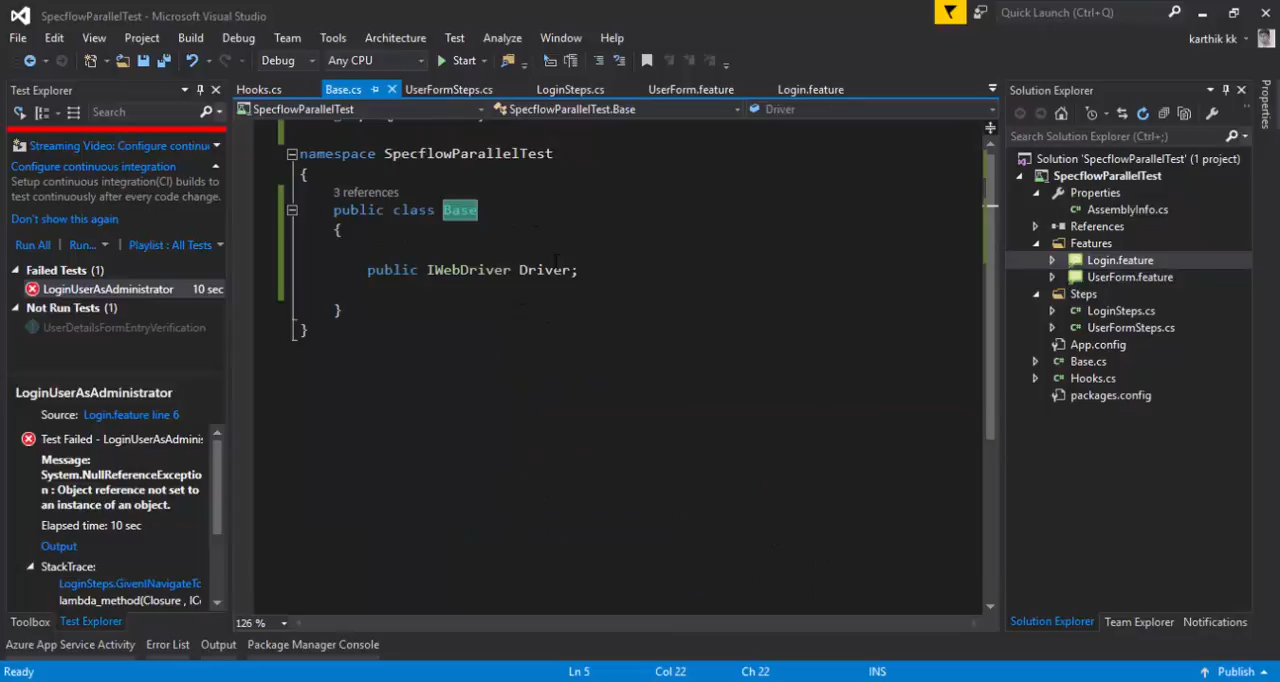 SpecflowParallelTest - Microsoft Visual Studio
Quick Launch (Ctrl+Q)
File Edit View Project Build Debug Team Tools Architecture Test Analyze Window Help
karthik kk
Debug Any CPU Start
Test Explorer
Search
Streaming Video: Configure continu
Configure continuous integration
Setup continuous integration(CI) builds to
test continuously after every code change.
Don't show this again
Run All | Run... | Playlist : All Tests
Failed Tests (1)
LoginUserAsAdministrator 10 sec
Not Run Tests (1)
UserDetailsFormEntryVerification
LoginUserAsAdministrator
Source: Login.feature line 6
Test Failed - LoginUserAsAdminis
Message:
System.NullReferenceExceptio
n : Object reference not set to
an instance of an object.
Elapsed time: 10 sec
Output
StackTrace:
LoginSteps.GivenINavigateTc
lambda_method(Closure , IC
Toolbox Test Explorer
Hooks.cs Base.cs UserFormSteps.cs LoginSteps.cs UserForm.feature Login.feature
SpecflowParallelTest SpecflowParallelTest.Base Driver
namespace SpecflowParallelTest
{
3 references
public class Base
{
public IWebDriver Driver;
}
}
126 %
Solution Explorer
Search Solution Explorer (Ctrl+;)
Solution 'SpecflowParallelTest' (1 project)
SpecflowParallelTest
Properties
AssemblyInfo.cs
References
Features
Login.feature
UserForm.feature
Steps
LoginSteps.cs
UserFormSteps.cs
App.config
Base.cs
Hooks.cs
packages.config
Solution Explorer Team Explorer Notifications
Properties
Azure App Service Activity Error List Output Package Manager Console
Ready Ln 5 Col 22 Ch 22 INS Publish